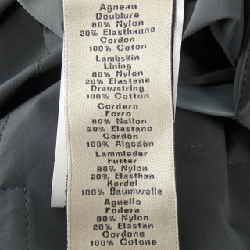 Agneau
Doublure
80% Nylon
20% Elasthanne
Cordon
100% Coton
Lambskin
Lining
80% Nylon
20% Elastane
Drawstring
100% Cotton
Cordero
Forro
80% Nailon
20% Elastano
Cordón
100% Algodón
Lammleder
Futter
80% Nylon
20% Elasthan
Kordel
100% Baumwolle
Agnello
Fodera
80% Nylon
20% Elastan
Cordone
100% Cotone